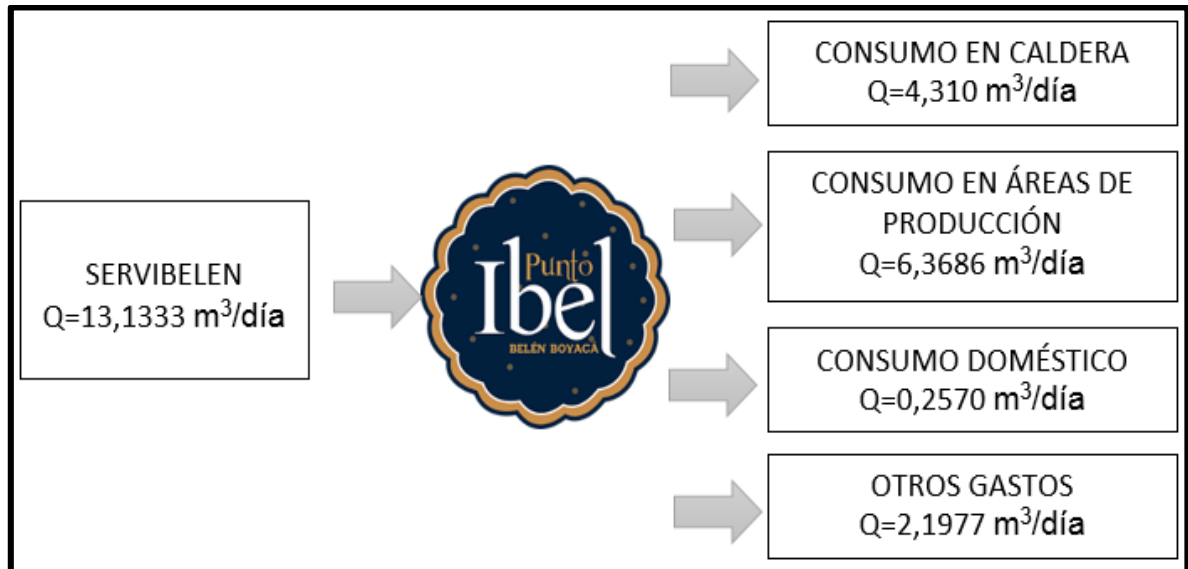 SERVIBELEN
Q=13,1333 m³/día
Punto
Ibel
BELÉN BOYACÁ
CONSUMO EN CALDERA
Q=4,310 m³/día
CONSUMO EN ÁREAS DE
PRODUCCIÓN
Q=6,3686 m³/día
CONSUMO DOMÉSTICO
Q=0,2570 m³/día
OTROS GASTOS
Q=2,1977 m³/día